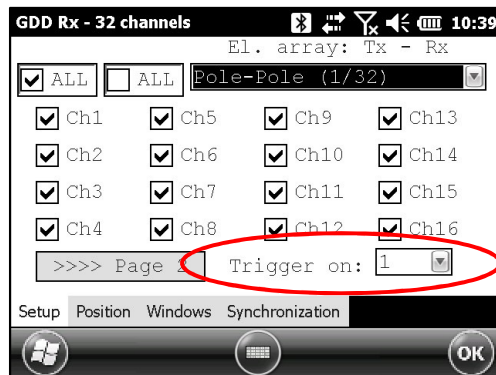 GDD Rx - 32 channels 10:39
El. array: Tx - Rx
ALL ALL Pole-Pole (1/32)
Ch1 Ch5 Ch9 Ch13
Ch2 Ch6 Ch10 Ch14
Ch3 Ch7 Ch11 Ch15
Ch4 Ch8 Ch12 Ch16
>>>> Page 2 Trigger on: 1
Setup Position Windows Synchronization
OK